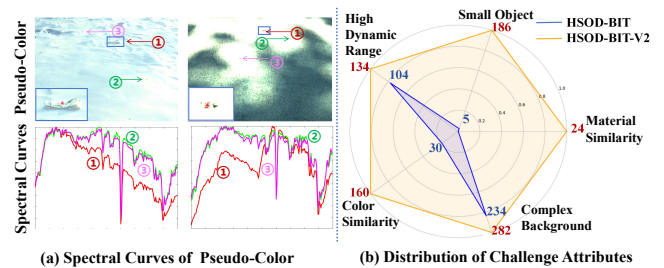 Pseudo-Color
③
①
②
①
②
③
Spectral Curves
②
①
③
②
①
③
(a) Spectral Curves of Pseudo-Color
HSOD-BIT
HSOD-BIT-V2
Small Object
186
High
Dynamic
Range
134
104
5
0.2
0.4
0.6
0.8
1.0
Material
Similarity
24
30
160
Color
Similarity
234
282
Complex
Background
(b) Distribution of Challenge Attributes